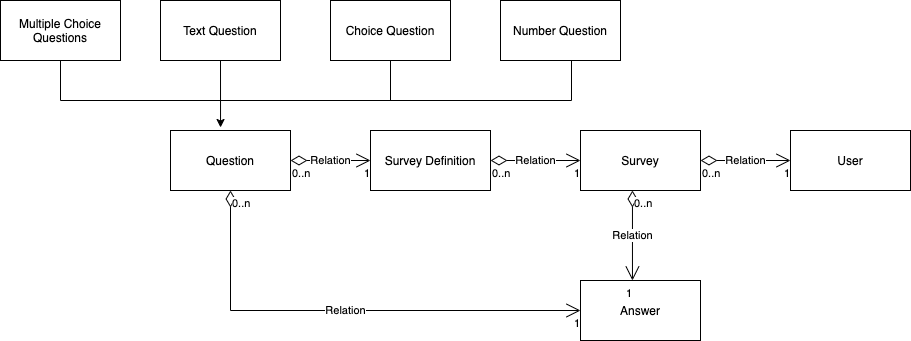 Multiple Choice
Questions
Text Question
Choice Question
Number Question
Question
Relation
0..n
1
Survey Definition
Relation
0..n
1
Survey
Relation
0..n
1
User
0..n
0..n
Relation
1
Answer
Relation
1